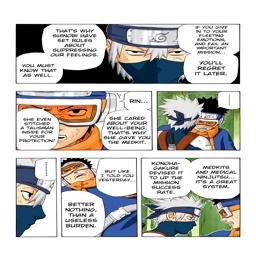 IF YOU GIVE
IN TO YOUR
FLEETING
EMOTIONS,
AND FAIL AN
IMPORTANT
MISSION...
YOU'LL
REGRET
IT LATER.
THAT'S WHY
SHINOBI HAVE
SET RULES
ABOUT
SUPPRESSING
OUR FEELINGS.
YOU MUST
KNOW THAT
AS WELL.
RIN...
SHE CARED
ABOUT YOUR
WELL-BEING,
THAT'S WHY
SHE GAVE YOU
THE MEDKIT.
SHE EVEN
STITCHED A
TALISMAN
INSIDE FOR
YOUR
PROTECTION!
MEDKITS AND
MEDICAL
NINJUTSU...
IT'S A GREAT
SYSTEM.
KONOHA-
GAKURE
DEVISED IT
TO UP THE
MISSION
SUCCESS
RATE.
BUT LIKE
I TOLD YOU
YESTERDAY...
BETTER
NOTHING,
THAN A
USELESS
BURDEN.